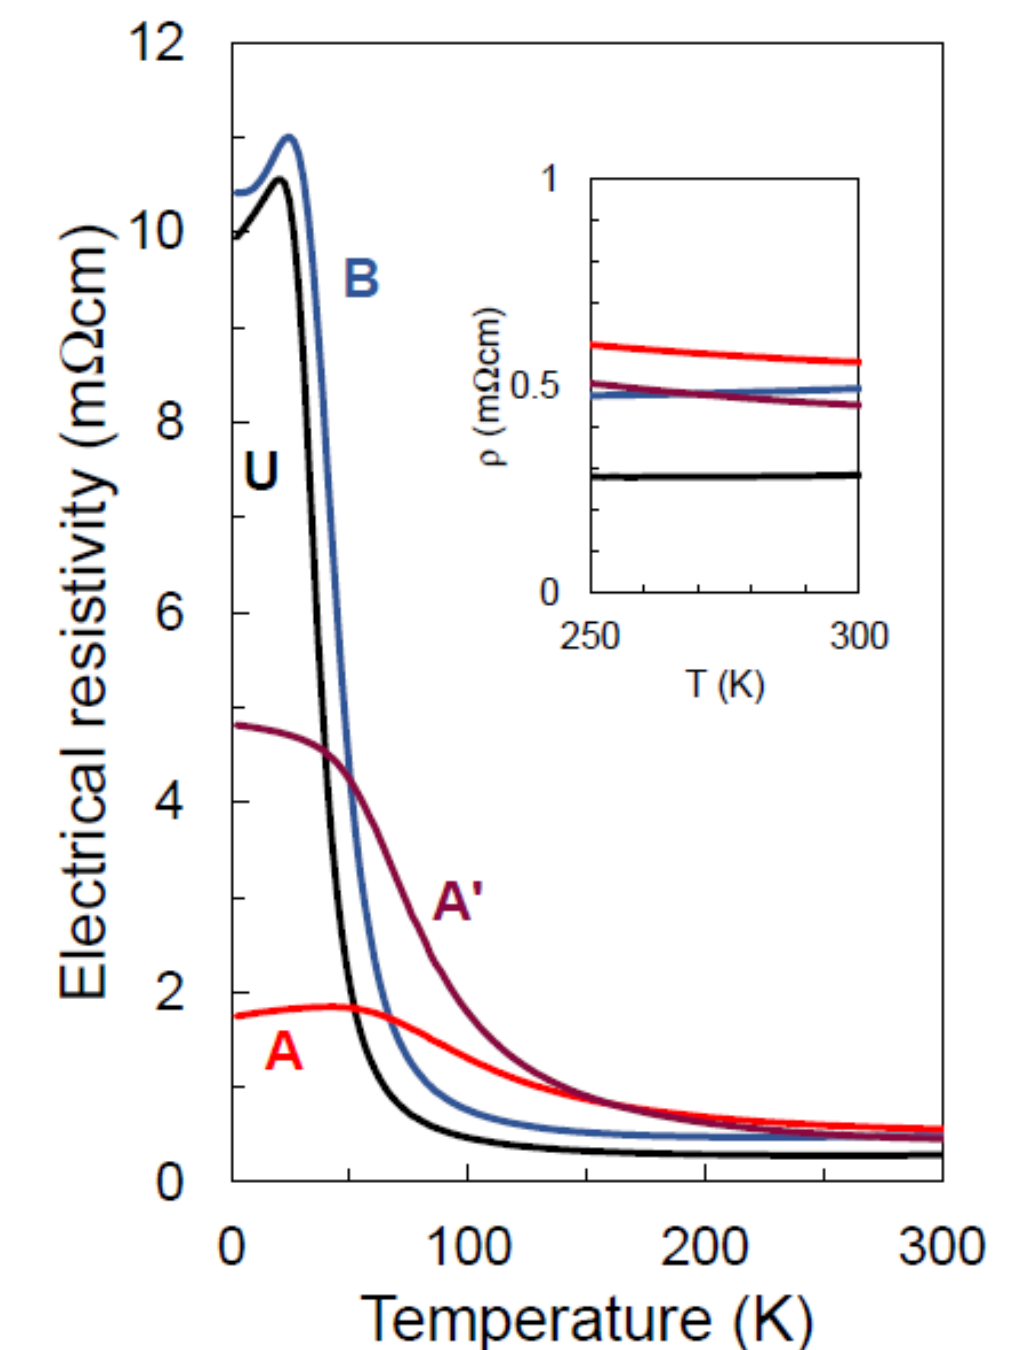 Electrical resistivity (mΩcm)
12
10
8
6
4
2
0
0 100 200 300
Temperature (K)
B
U
A'
A
ρ (mΩcm)
1
0.5
0
250 300
T (K)